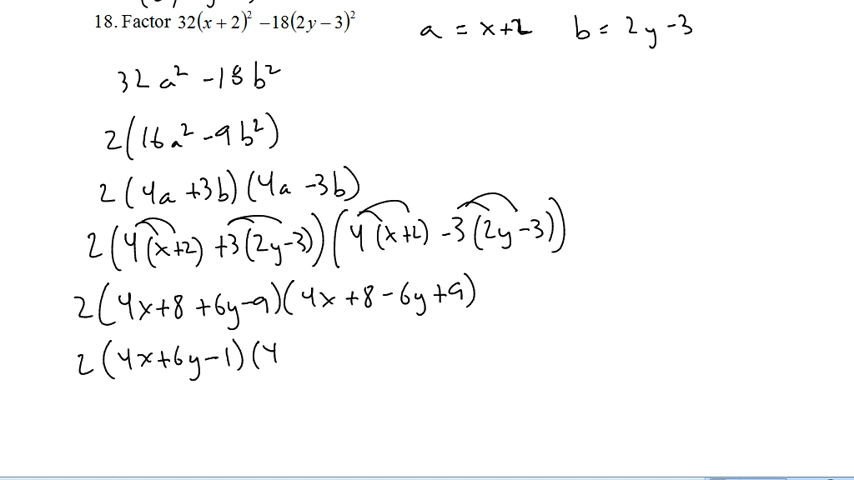 18. Factor 32(x+2)² −18(2y−3)²
a = x+2    b = 2y −3
32a² −18b²
2(16a² −9b²)
2(4a +3b)(4a −3b)
2(4(x+2) +3(2y−3))(4(x+2) −3(2y−3))
2(4x+8 +6y−9)(4x +8 −6y+9)
2(4x+6y−1)(4